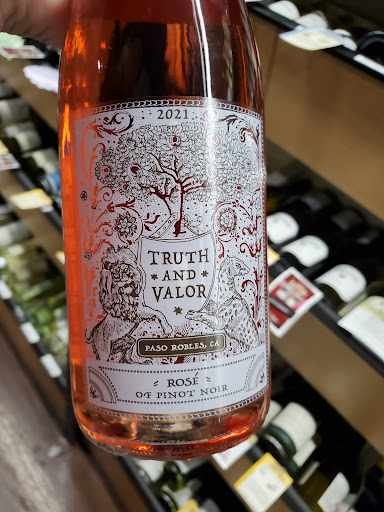 2021
TRUTH
AND
VALOR
PASO ROBLES, CA
ROSÉ
OF PINOT NOIR